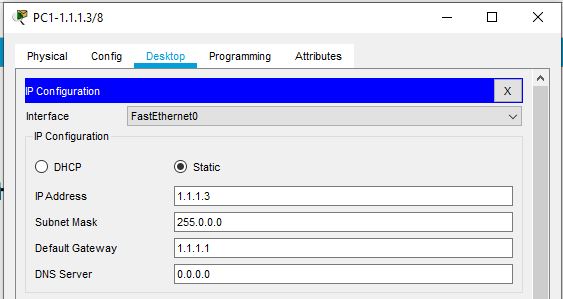 PC1-1.1.1.3/8
Physical Config Desktop Programming Attributes
IP Configuration X
Interface FastEthernet0
IP Configuration
DHCP Static
IP Address 1.1.1.3
Subnet Mask 255.0.0.0
Default Gateway 1.1.1.1
DNS Server 0.0.0.0